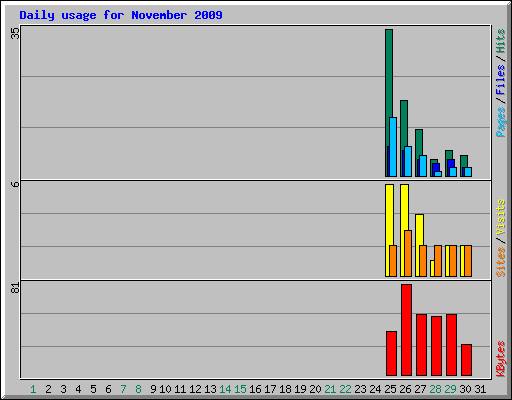 Daily usage for November 2009
35
6
81
Pages/Files/Hits
Sites/Visits
KBytes
1 2 3 4 5 6 7 8 9 10 11 12 13 14 15 16 17 18 19 20 21 22 23 24 25 26 27 28 29 30 31